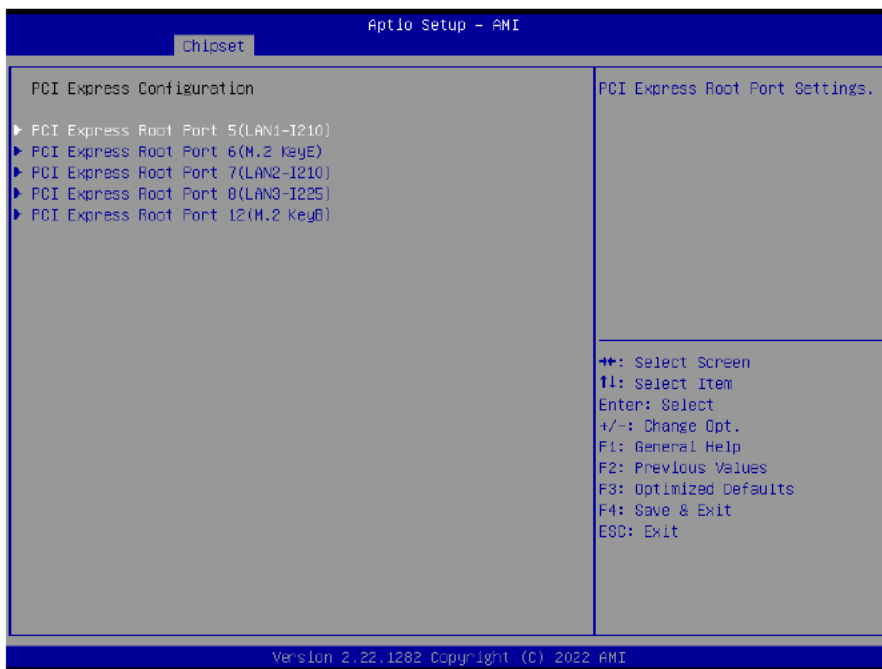 Aptio Setup – AMI
Chipset
PCI Express Configuration
▶ PCI Express Root Port 5(LAN1-I210)
▶ PCI Express Root Port 6(M.2 KeyE)
▶ PCI Express Root Port 7(LAN2-I210)
▶ PCI Express Root Port 8(LAN3-I225)
▶ PCI Express Root Port 12(M.2 KeyB)
PCI Express Root Port Settings.
→←: Select Screen
↑↓: Select Item
Enter: Select
+/-: Change Opt.
F1: General Help
F2: Previous Values
F3: Optimized Defaults
F4: Save & Exit
ESC: Exit
Version 2.22.1282 Copyright (C) 2022 AMI